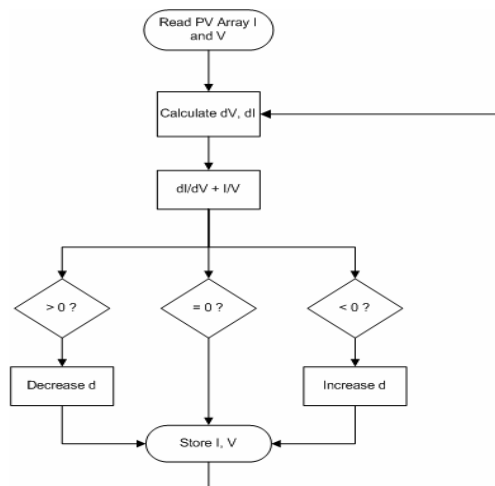 Read PV Array I
and V
Calculate dV, dI
dI/dV + I/V
> 0 ?
= 0 ?
< 0 ?
Decrease d
Increase d
Store I, V